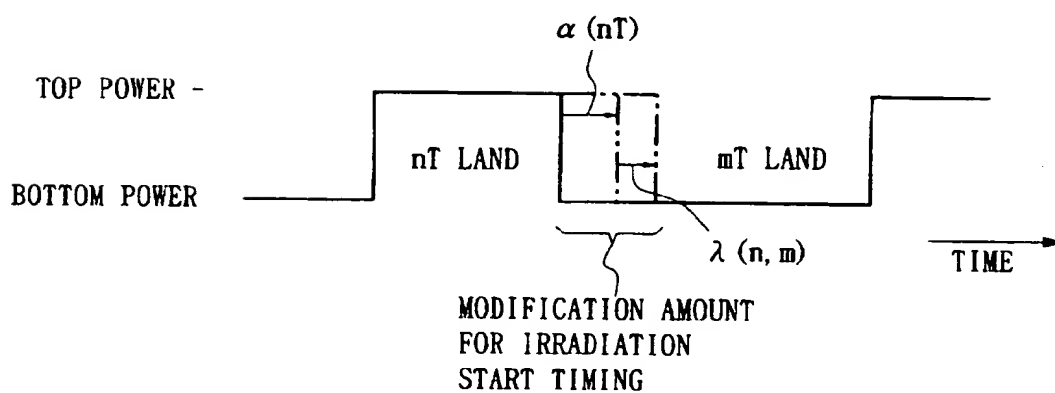 α(nT)
TOP POWER -
nT LAND
mT LAND
BOTTOM POWER
λ(n,m)
TIME
MODIFICATION AMOUNT
FOR IRRADIATION
START TIMING